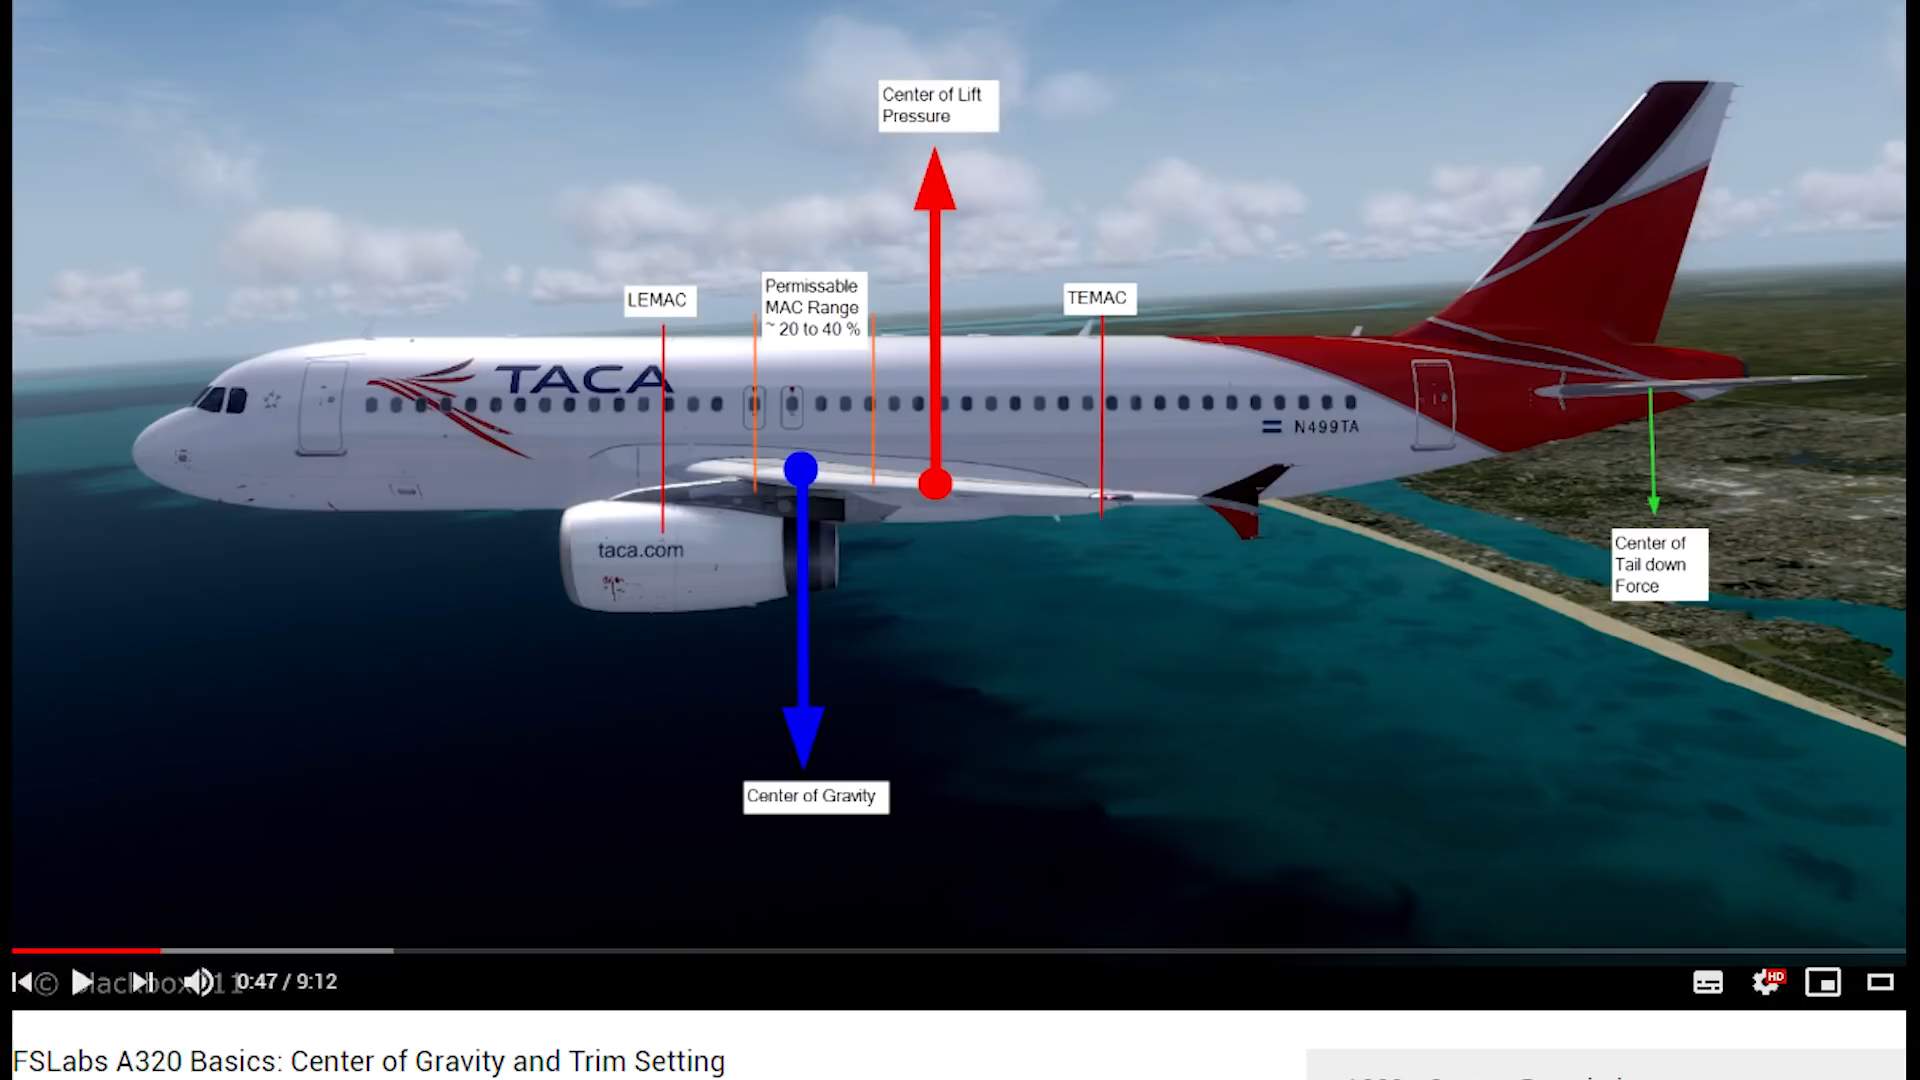 Center of Lift
Pressure
LEMAC
Permissable
MAC Range
~ 20 to 40 %
TEMAC
TACA
N499TA
taca.com
Center of
Tail down
Force
Center of Gravity
0:47 / 9:12
HD
FSLabs A320 Basics: Center of Gravity and Trim Setting